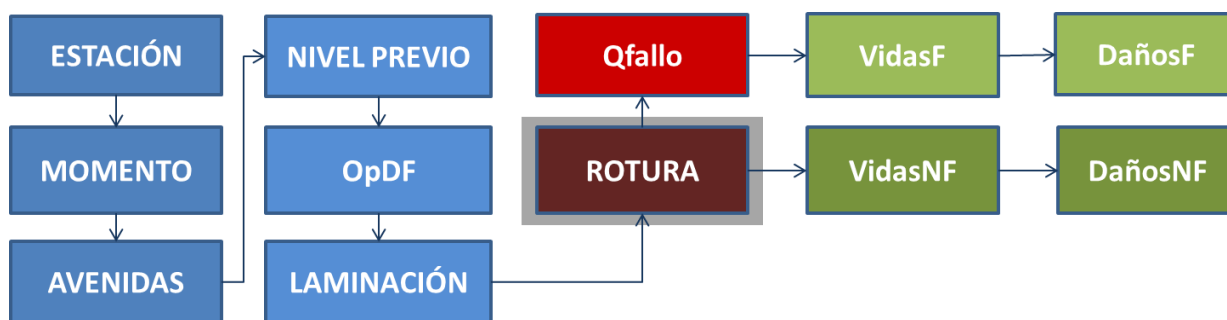 ESTACIÓN
MOMENTO
AVENIDAS
NIVEL PREVIO
OpDF
LAMINACIÓN
ROTURA
Qfallo
VidasF
DañosF
VidasNF
DañosNF